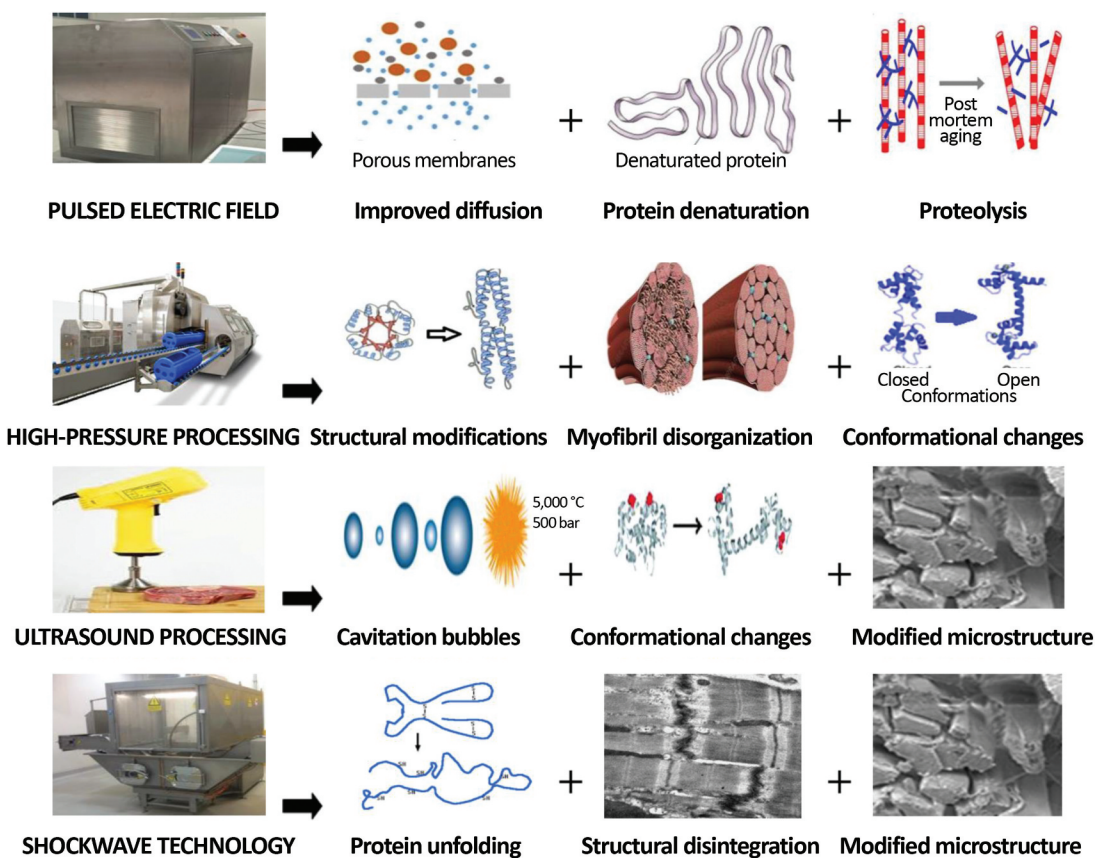 Porous membranes
Denaturated protein
Post
mortem
aging
PULSED ELECTRIC FIELD
Improved diffusion
Protein denaturation
Proteolysis
Closed
Open
Conformations
HIGH-PRESSURE PROCESSING
Structural modifications
Myofibril disorganization
Conformational changes
5,000 °C
500 bar
ULTRASOUND PROCESSING
Cavitation bubbles
Conformational changes
Modified microstructure
SHOCKWAVE TECHNOLOGY
Protein unfolding
Structural disintegration
Modified microstructure